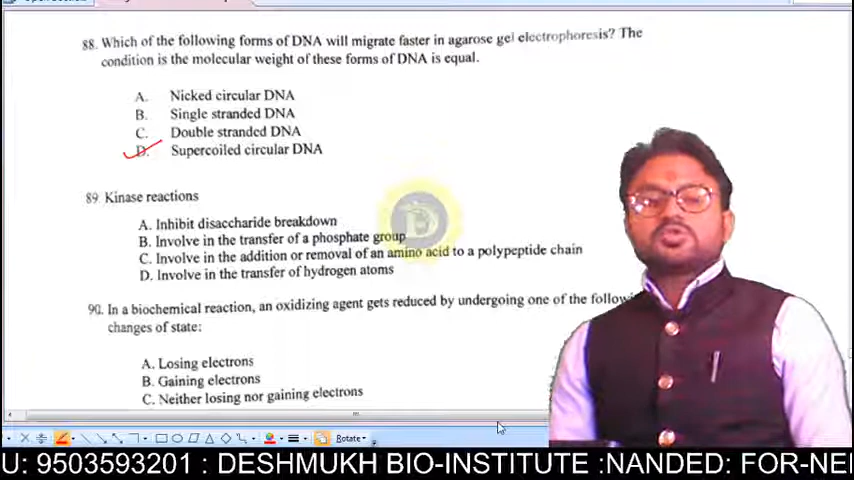 88. Which of the following forms of DNA will migrate faster in agarose gel electrophoresis? The
condition is the molecular weight of these forms of DNA is equal.
A. Nicked circular DNA
B. Single stranded DNA
C. Double stranded DNA
D. Supercoiled circular DNA
89 Kinase reactions
A. Inhibit disaccharide breakdown
B. Involve in the transfer of a phosphate group
C. Involve in the addition or removal of an amino acid to a polypeptide chain
D. Involve in the transfer of hydrogen atoms
90. In a biochemical reaction, an oxidizing agent gets reduced by undergoing one of the followi
changes of state:
A. Losing electrons
B. Gaining electrons
C. Neither losing nor gaining electrons
Rotate
U: 9503593201 : DESHMUKH BIO-INSTITUTE :NANDED: FOR-NE